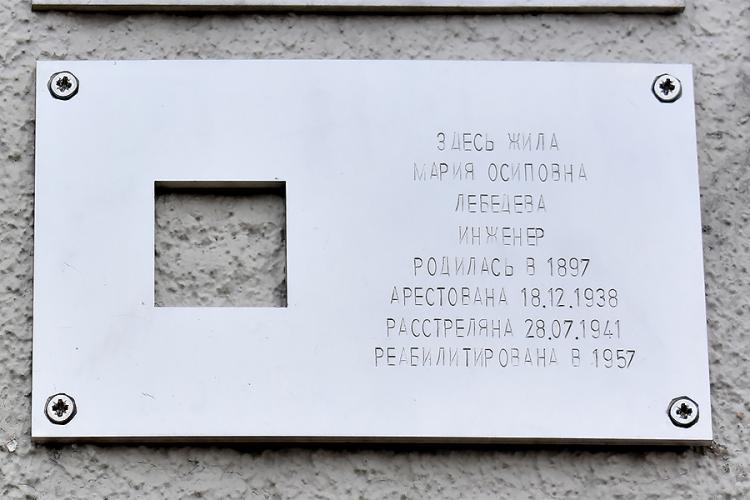 ЗДЕСЬ ЖИЛА
МАРИЯ ОСИПОВНА
ЛЕБЕДЕВА
ИНЖЕНЕР
РОДИЛАСЬ В 1897
АРЕСТОВАНА 18.12.1938
РАССТРЕЛЯНА 28.07.1941
РЕАБИЛИТИРОВАНА В 1957